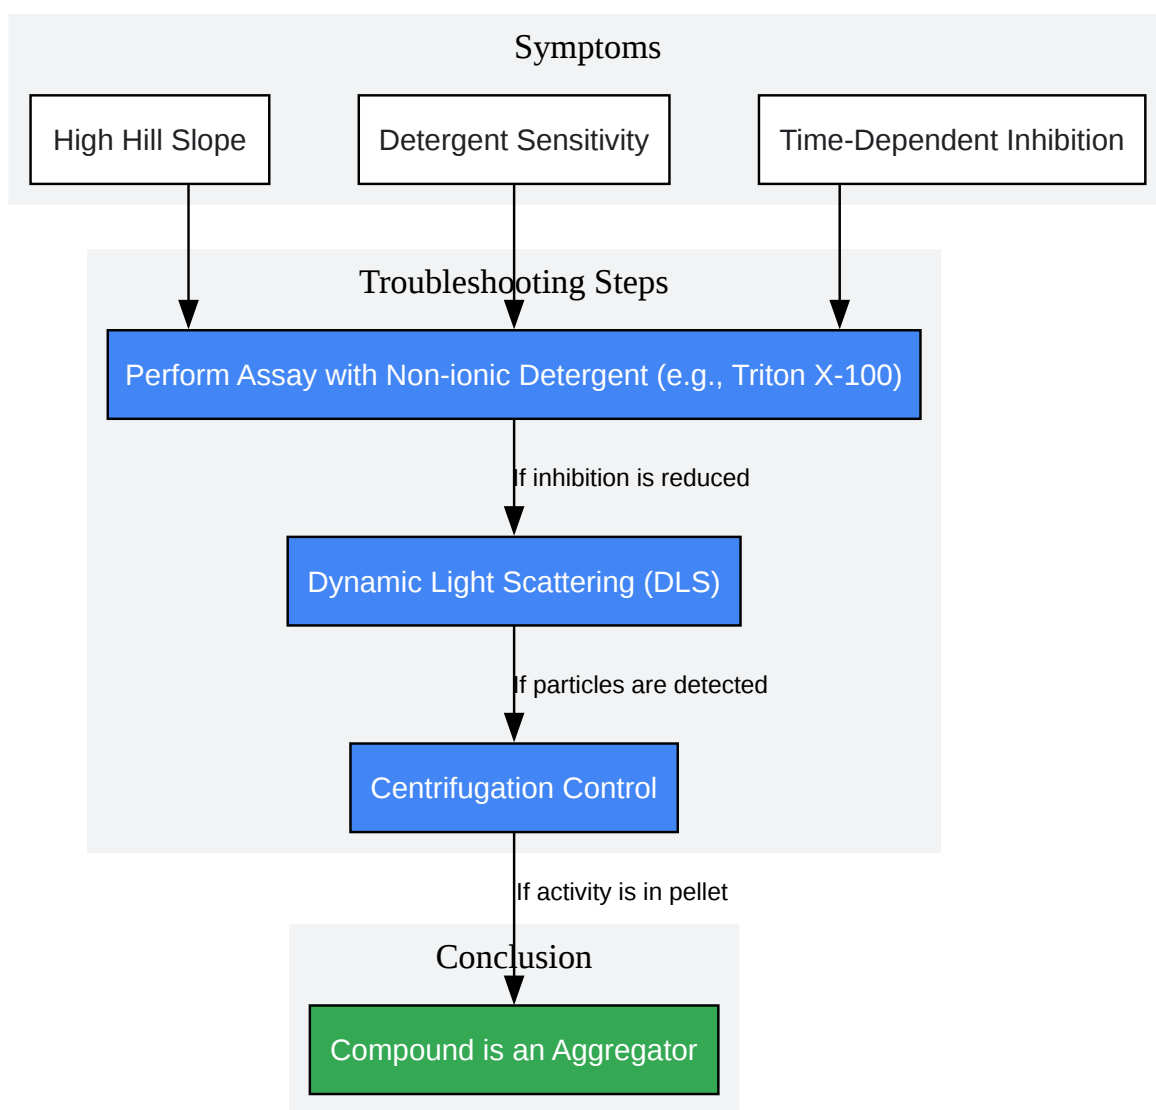 Symptoms
High Hill Slope
Detergent Sensitivity
Time-Dependent Inhibition
Troubleshooting Steps
Perform Assay with Non-ionic Detergent (e.g., Triton X-100)
If inhibition is reduced
Dynamic Light Scattering (DLS)
If particles are detected
Centrifugation Control
If activity is in pellet
Conclusion
Compound is an Aggregator